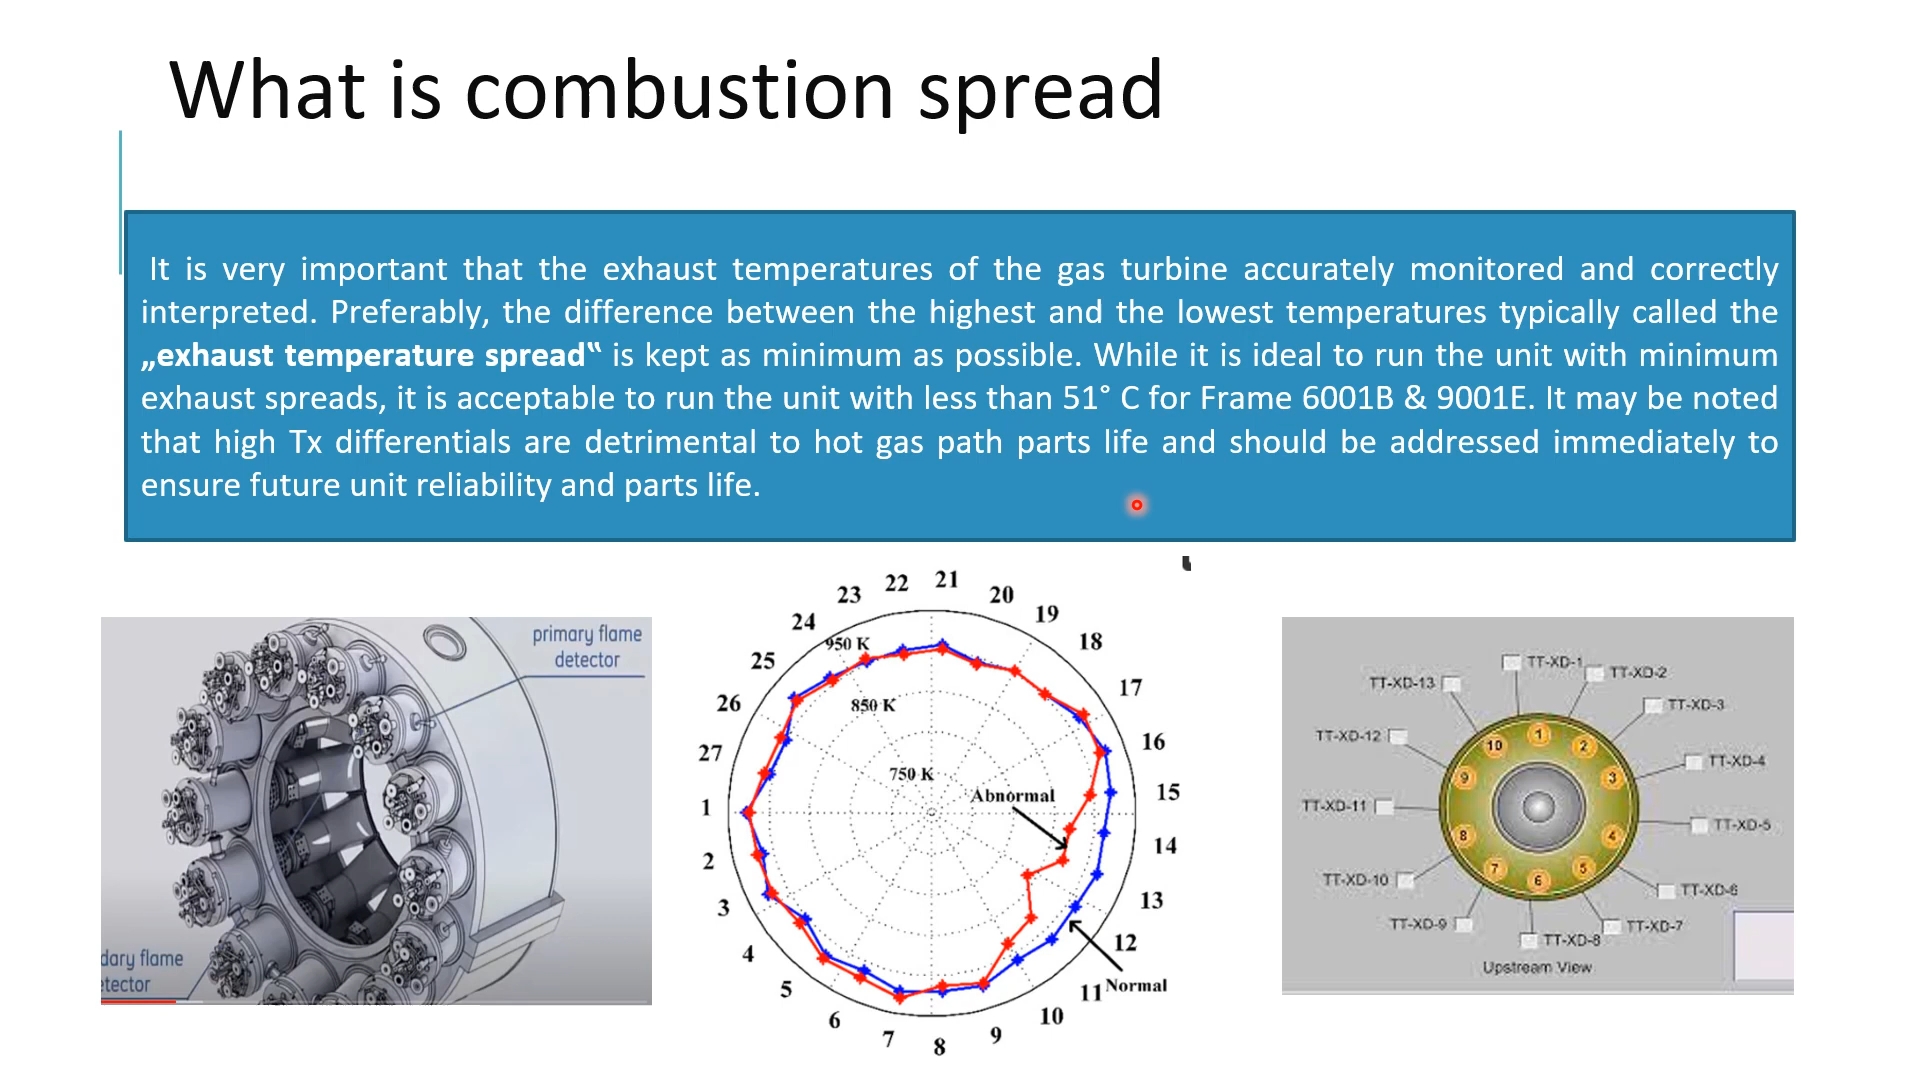 What is combustion spread
It is very important that the exhaust temperatures of the gas turbine accurately monitored and correctly
interpreted. Preferably, the difference between the highest and the lowest temperatures typically called the
„exhaust temperature spread‟ is kept as minimum as possible. While it is ideal to run the unit with minimum
exhaust spreads, it is acceptable to run the unit with less than 51° C for Frame 6001B & 9001E. It may be noted
that high Tx differentials are detrimental to hot gas path parts life and should be addressed immediately to
ensure future unit reliability and parts life.
primary flame
detector
dary flame
etector
21
22
20
23
19
24
18
950 K
25
17
26
850 K
16
27
750 K
15
Abnormal
1
14
2
13
3
12
4
Normal
11
5
10
6
9
7
8
TT-XD-1
TT-XD-2
TT-XD-13
TT-XD-3
TT-XD-12
1
10
2
TT-XD-4
9
3
TT-XD-11
TT-XD-5
8
4
7
5
6
TT-XD-10
TT-XD-6
TT-XD-9
TT-XD-7
TT-XD-8
Upstream View